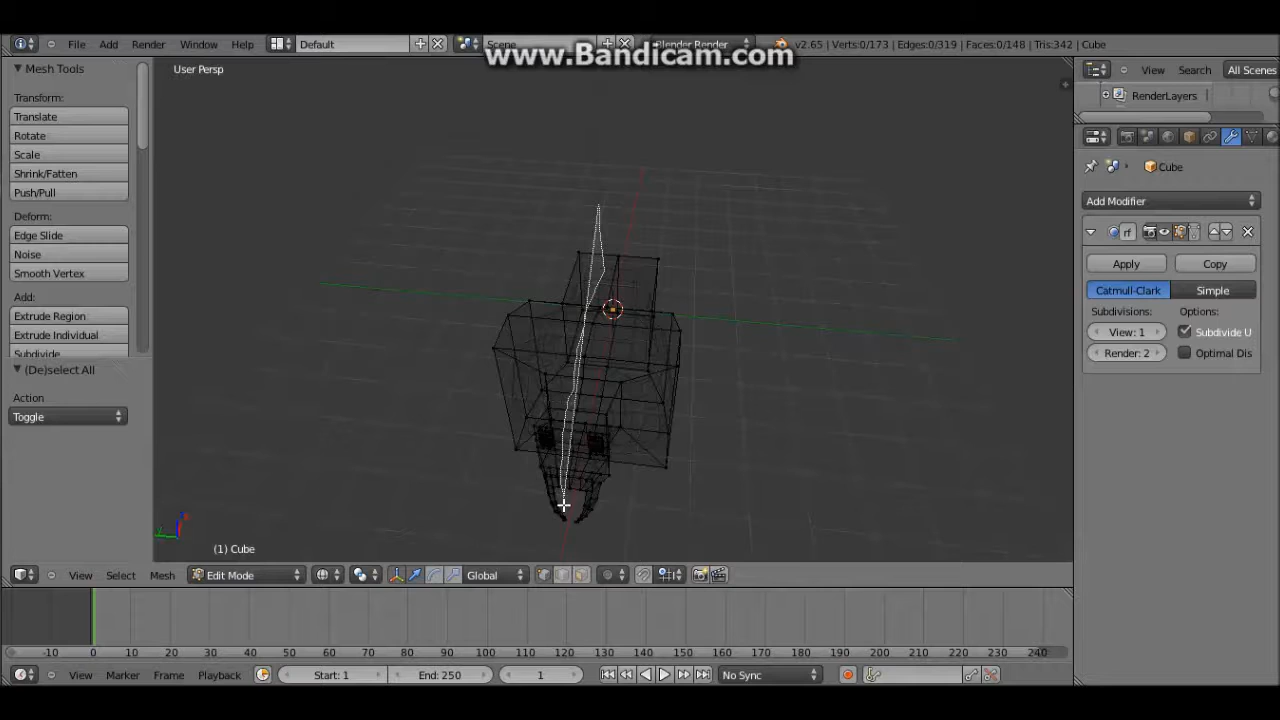 www.Bandicam.com
File Add Render Window Help Default Scene Blender Render v2.65 | Verts:0/173 | Edges:0/319 | Faces:0/148 | Tris:342 | Cube
Mesh Tools
Transform:
Translate
Rotate
Scale
Shrink/Fatten
Push/Pull
Deform:
Edge Slide
Noise
Smooth Vertex
Add:
Extrude Region
Extrude Individual
Subdivide
(De)select All
Action
Toggle
User Persp
(1) Cube
View Select Mesh Edit Mode Global
-10 0 10 20 30 40 50 60 70 80 90 100 110 120 130 140 150 160 170 180 190 200 210 220 230 240
View Marker Frame Playback Start: 1 End: 250 1 No Sync
View Search All Scenes
RenderLayers
Cube
Add Modifier
rf
Apply Copy
Catmull-Clark Simple
Subdivisions: Options:
View: 1 Subdivide U
Render: 2 Optimal Dis